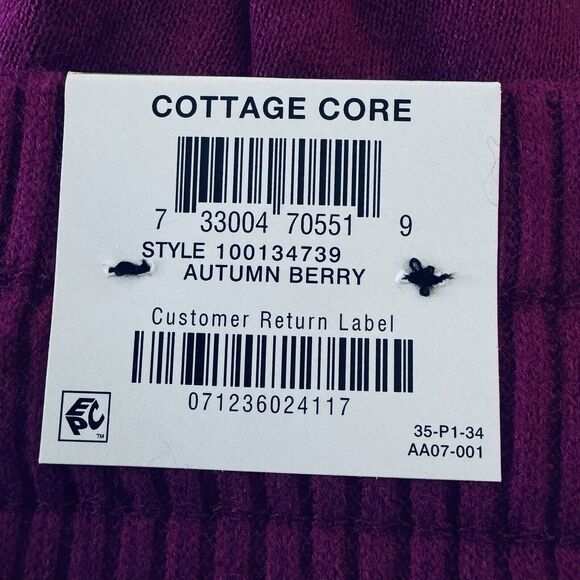 COTTAGE CORE
7 33004 70551 9
STYLE 100134739
AUTUMN BERRY
Customer Return Label
071236024117
EPC
TM
35-P1-34
AA07-001